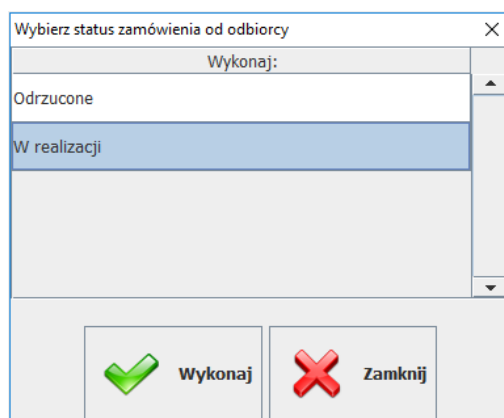 Wybierz status zamówienia od odbiorcy
Wykonaj:
Odrzucone
W realizacji
Wykonaj
Zamknij